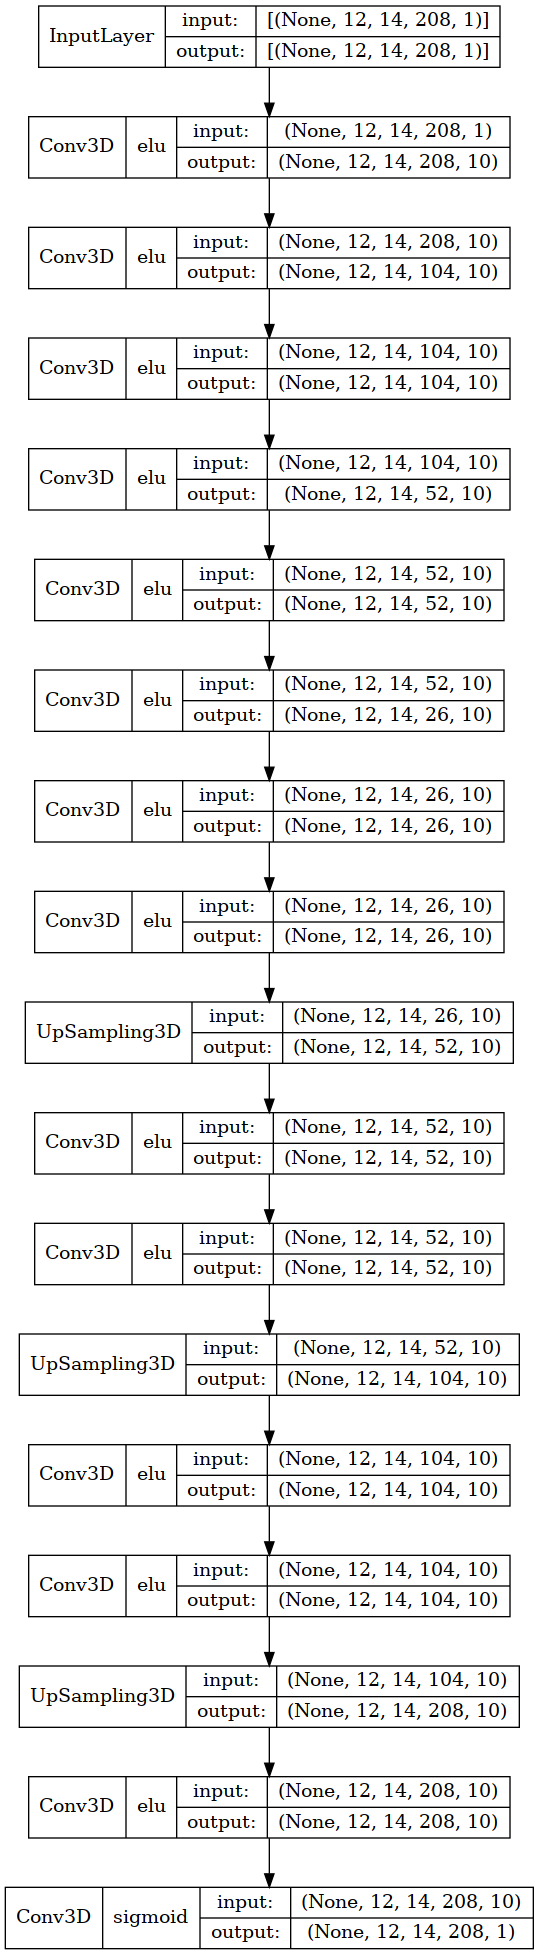 InputLayer input: [(None, 12, 14, 208, 1)]
output: [(None, 12, 14, 208, 1)]
Conv3D elu input: (None, 12, 14, 208, 1)
output: (None, 12, 14, 208, 10)
Conv3D elu input: (None, 12, 14, 208, 10)
output: (None, 12, 14, 104, 10)
Conv3D elu input: (None, 12, 14, 104, 10)
output: (None, 12, 14, 104, 10)
Conv3D elu input: (None, 12, 14, 104, 10)
output: (None, 12, 14, 52, 10)
Conv3D elu input: (None, 12, 14, 52, 10)
output: (None, 12, 14, 52, 10)
Conv3D elu input: (None, 12, 14, 52, 10)
output: (None, 12, 14, 26, 10)
Conv3D elu input: (None, 12, 14, 26, 10)
output: (None, 12, 14, 26, 10)
Conv3D elu input: (None, 12, 14, 26, 10)
output: (None, 12, 14, 26, 10)
UpSampling3D input: (None, 12, 14, 26, 10)
output: (None, 12, 14, 52, 10)
Conv3D elu input: (None, 12, 14, 52, 10)
output: (None, 12, 14, 52, 10)
Conv3D elu input: (None, 12, 14, 52, 10)
output: (None, 12, 14, 52, 10)
UpSampling3D input: (None, 12, 14, 52, 10)
output: (None, 12, 14, 104, 10)
Conv3D elu input: (None, 12, 14, 104, 10)
output: (None, 12, 14, 104, 10)
Conv3D elu input: (None, 12, 14, 104, 10)
output: (None, 12, 14, 104, 10)
UpSampling3D input: (None, 12, 14, 104, 10)
output: (None, 12, 14, 208, 10)
Conv3D elu input: (None, 12, 14, 208, 10)
output: (None, 12, 14, 208, 10)
Conv3D sigmoid input: (None, 12, 14, 208, 10)
output: (None, 12, 14, 208, 1)